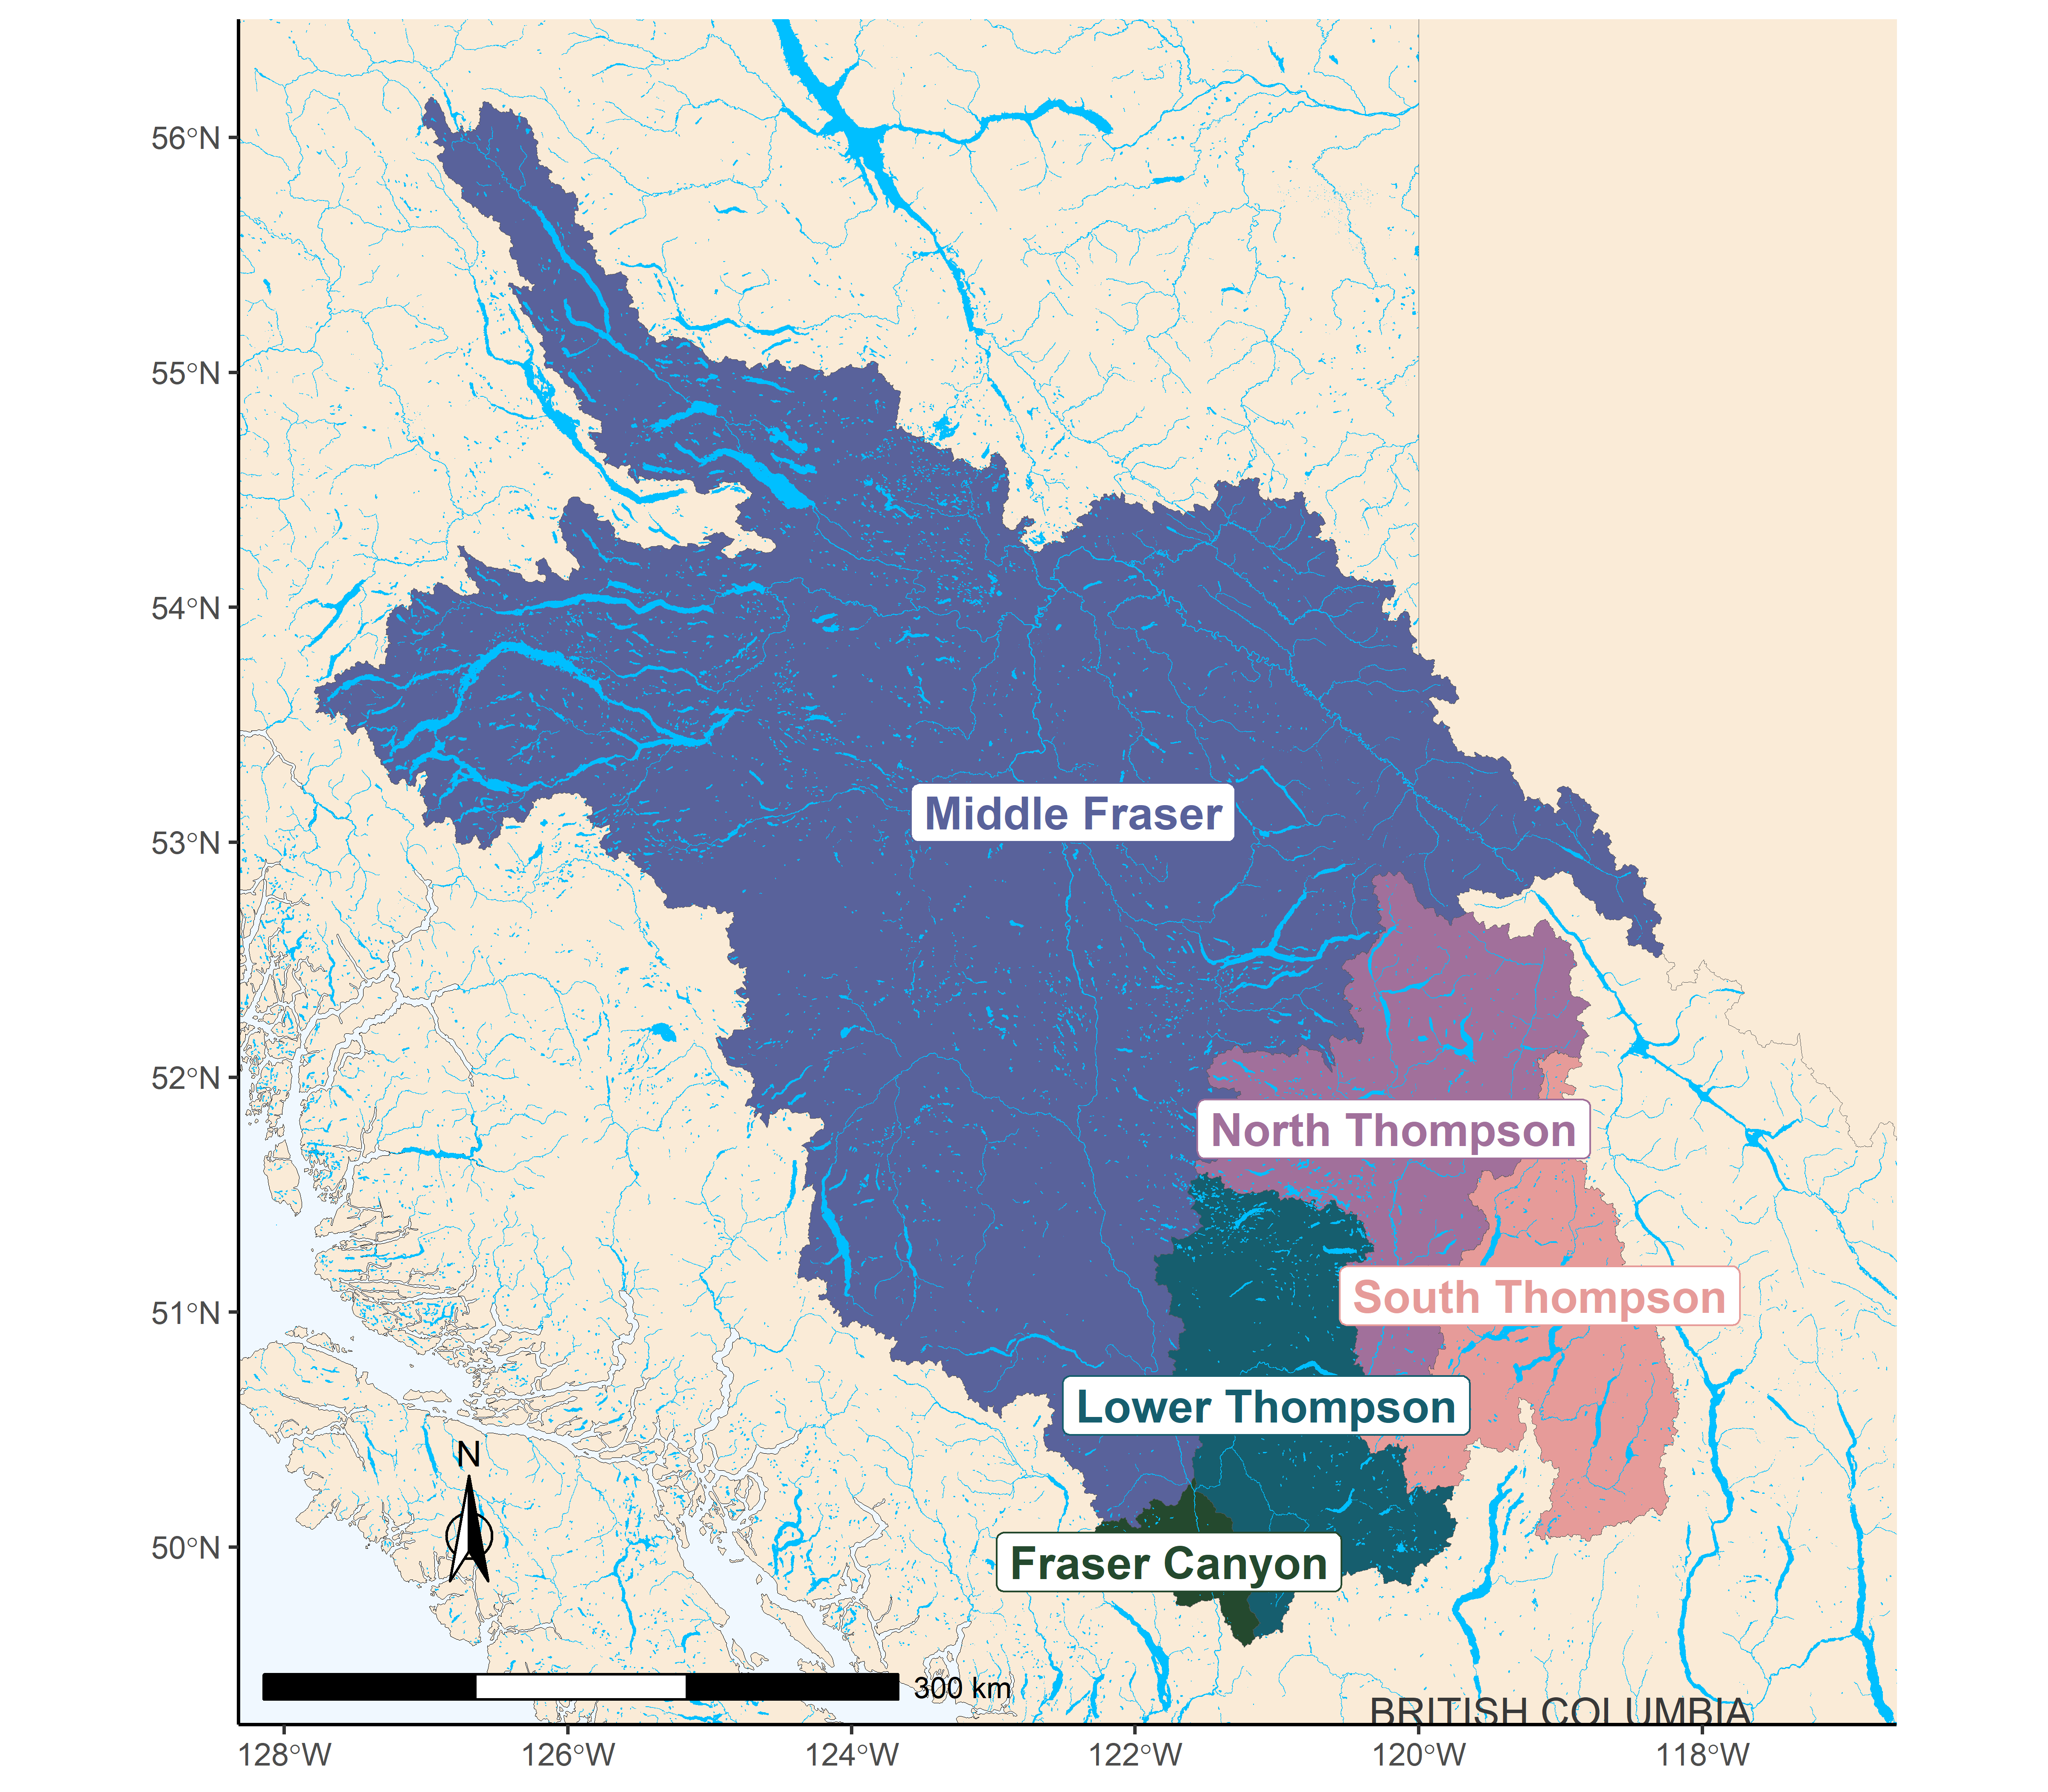 56°N
55°N
54°N
53°N
52°N
51°N
50°N
Middle Fraser
North Thompson
South Thompson
Lower Thompson
Fraser Canyon
N
300 km
BRITISH COLUMBIA
128°W
126°W
124°W
122°W
120°W
118°W